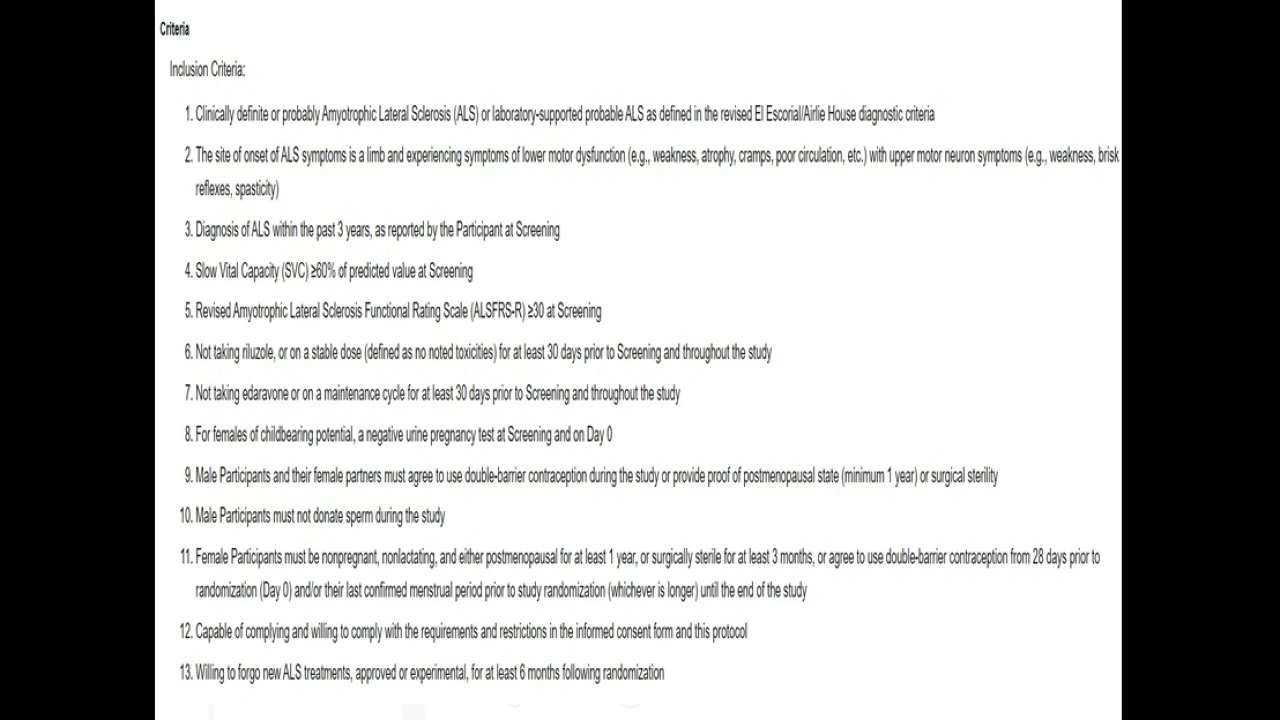 Criteria
Inclusion Criteria:
1. Clinically definite or probably Amyotrophic Lateral Sclerosis (ALS) or laboratory-supported probable ALS as defined in the revised El Escorial/Airlie House diagnostic criteria
2. The site of onset of ALS symptoms is a limb and experiencing symptoms of lower motor dysfunction (e.g., weakness, atrophy, cramps, poor circulation, etc.) with upper motor neuron symptoms (e.g., weakness, brisk
reflexes, spasticity)
3. Diagnosis of ALS within the past 3 years, as reported by the Participant at Screening
4. Slow Vital Capacity (SVC) ≥60% of predicted value at Screening
5. Revised Amyotrophic Lateral Sclerosis Functional Rating Scale (ALSFRS-R) ≥30 at Screening
6. Not taking riluzole, or on a stable dose (defined as no noted toxicities) for at least 30 days prior to Screening and throughout the study
7. Not taking edaravone or on a maintenance cycle for at least 30 days prior to Screening and throughout the study
8. For females of childbearing potential, a negative urine pregnancy test at Screening and on Day 0
9. Male Participants and their female partners must agree to use double-barrier contraception during the study or provide proof of postmenopausal state (minimum 1 year) or surgical sterility
10. Male Participants must not donate sperm during the study
11. Female Participants must be nonpregnant, nonlactating, and either postmenopausal for at least 1 year, or surgically sterile for at least 3 months, or agree to use double-barrier contraception from 28 days prior to
randomization (Day 0) and/or their last confirmed menstrual period prior to study randomization (whichever is longer) until the end of the study
12. Capable of complying and willing to comply with the requirements and restrictions in the informed consent form and this protocol
13. Willing to forgo new ALS treatments, approved or experimental, for at least 6 months following randomization